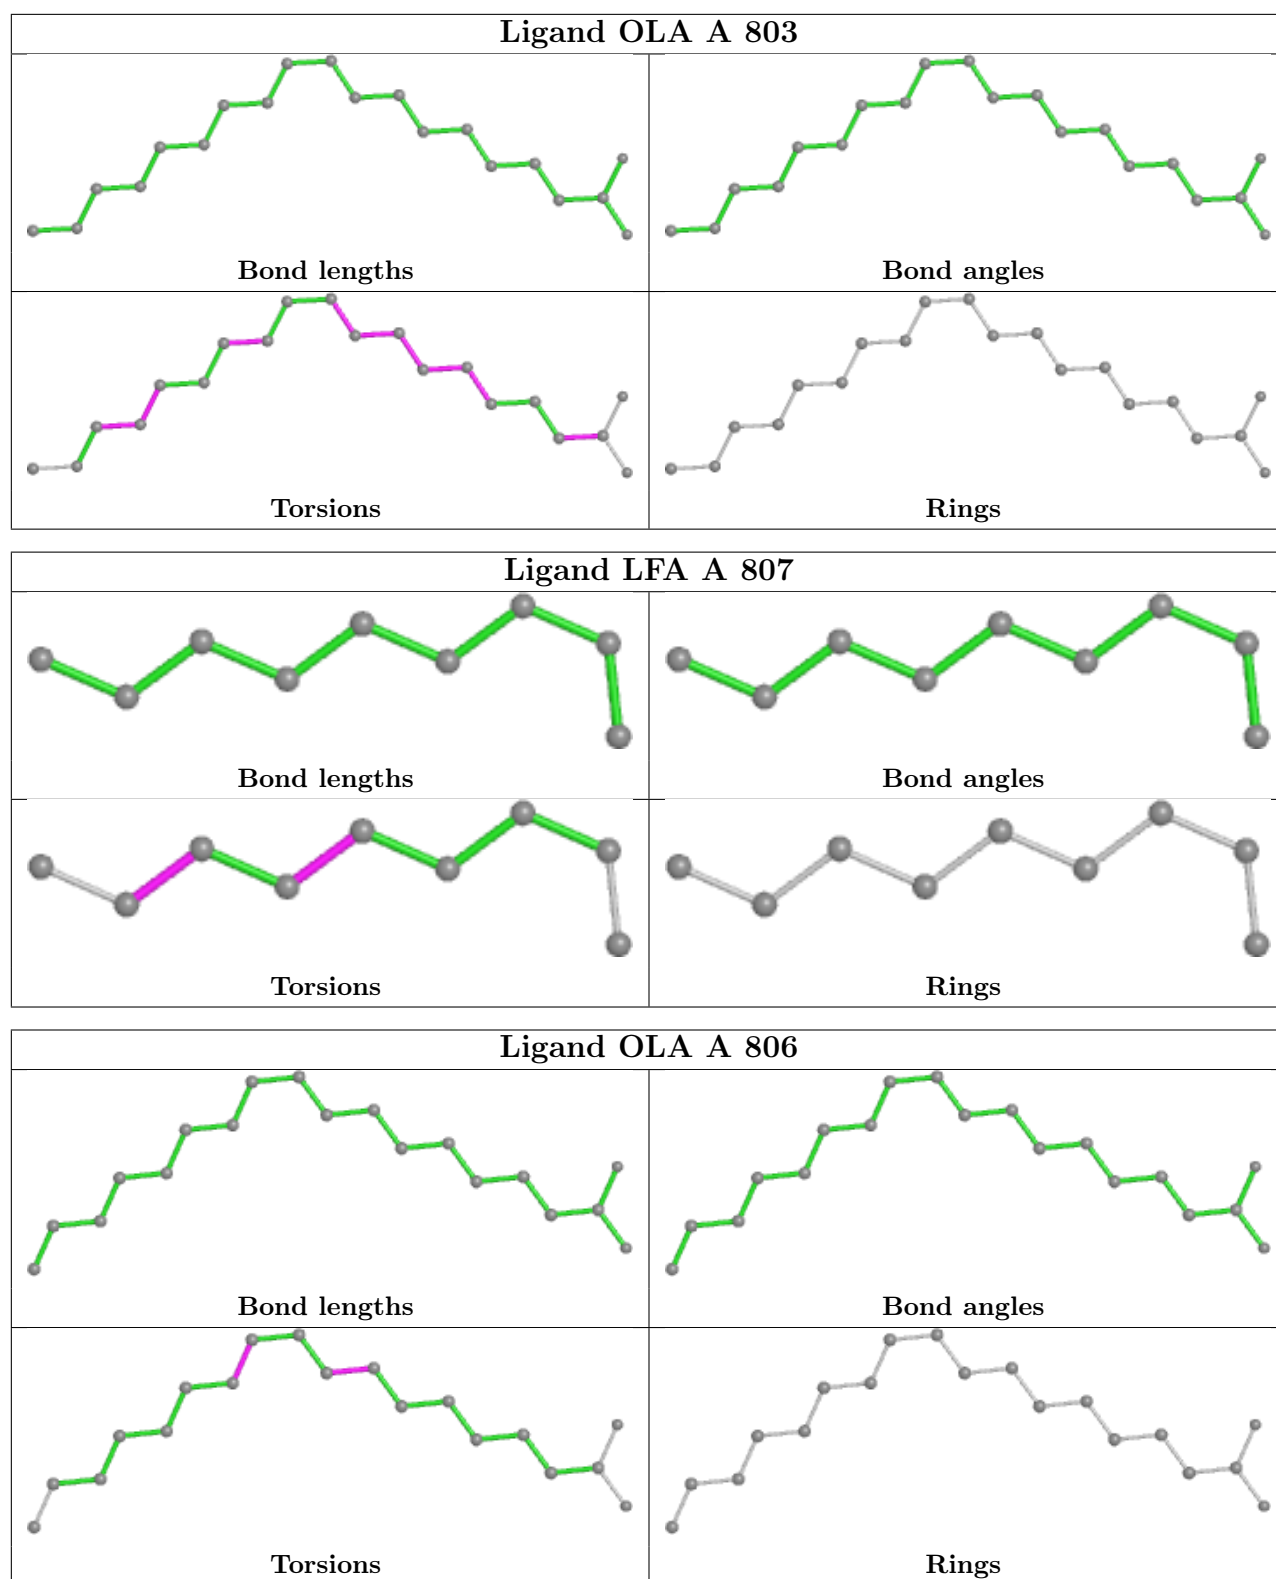 Ligand OLA A 803
Bond lengths
Bond angles
Torsions
Rings
Ligand LFA A 807
Bond lengths
Bond angles
Torsions
Rings
Ligand OLA A 806
Bond lengths
Bond angles
Torsions
Rings